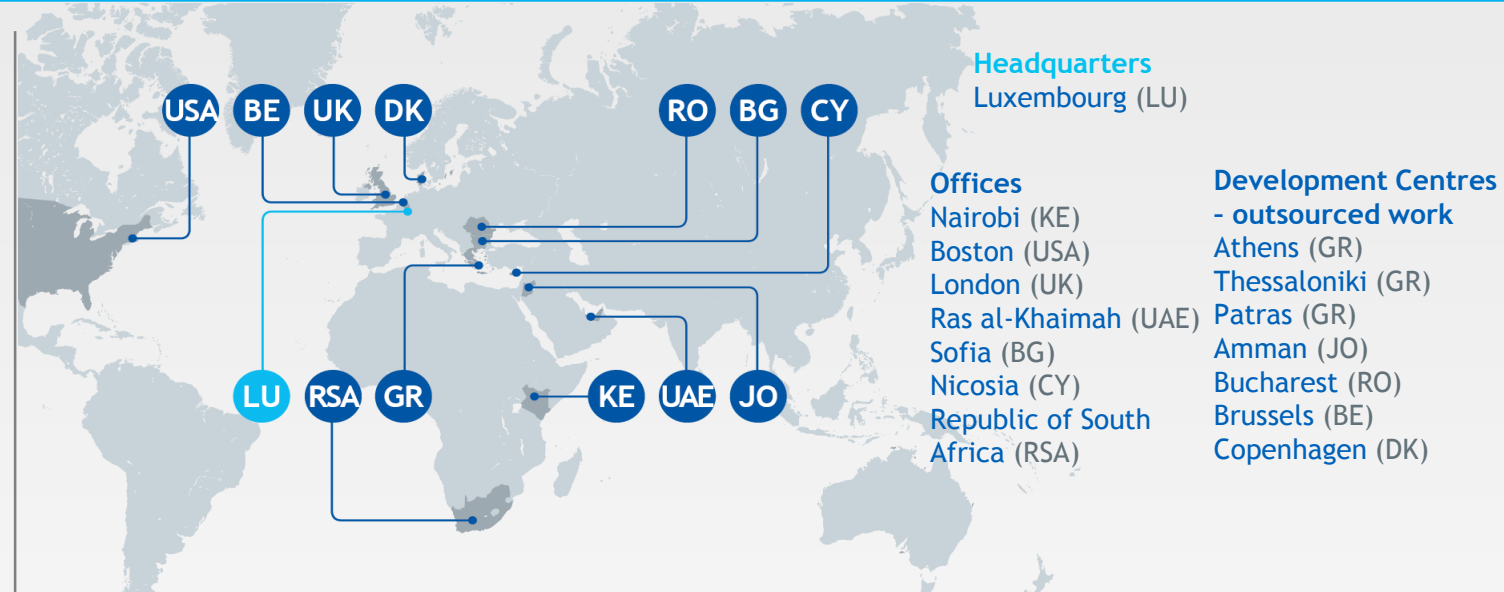 USA BE UK DK RO BG CY
LU RSA GR KE UAE JO
Headquarters
Luxembourg (LU)
Offices
Nairobi (KE)
Boston (USA)
London (UK)
Ras al-Khaimah (UAE)
Sofia (BG)
Nicosia (CY)
Republic of South
Africa (RSA)
Development Centres
– outsourced work
Athens (GR)
Thessaloniki (GR)
Patras (GR)
Amman (JO)
Bucharest (RO)
Brussels (BE)
Copenhagen (DK)